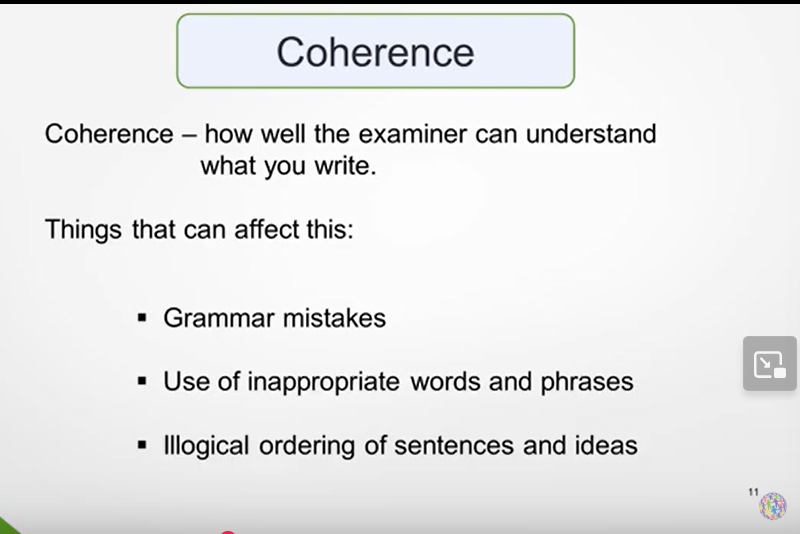 Coherence
Coherence – how well the examiner can understand
what you write.
Things that can affect this:
▪ Grammar mistakes
▪ Use of inappropriate words and phrases
▪ Illogical ordering of sentences and ideas
11